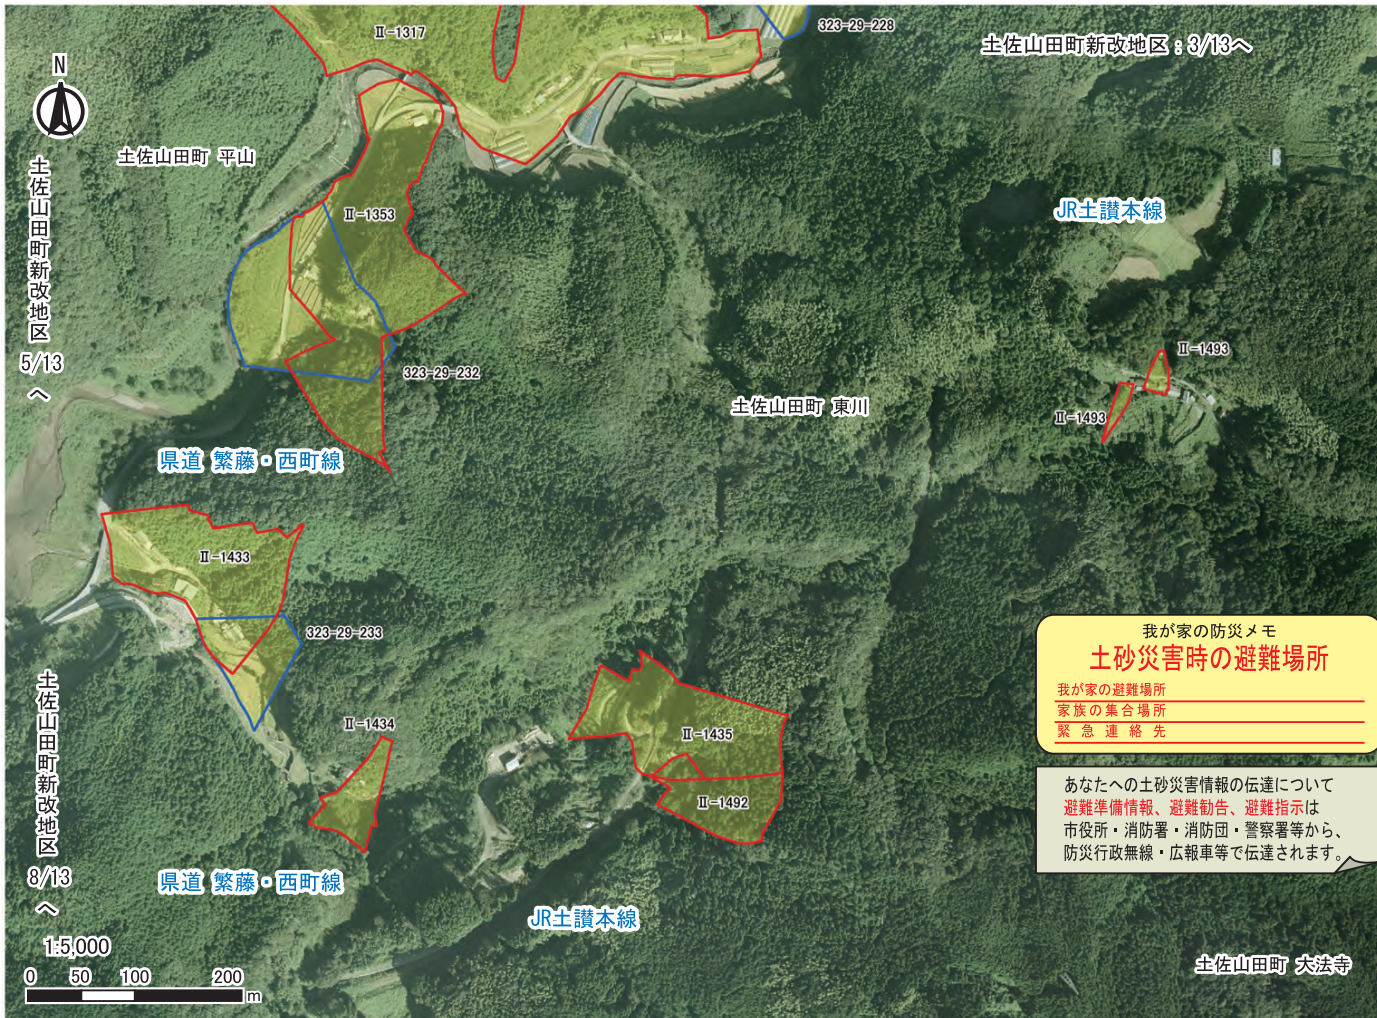 Ⅱ-1317
323-29-228
土佐山田町新改地区：3/13へ
N
土佐山田町 平山
土佐山田町新改地区 5/13 へ
Ⅱ-1353
JR土讃本線
323-29-232
Ⅱ-1493
Ⅱ-1493
土佐山田町 東川
県道 繁藤・西町線
Ⅱ-1433
323-29-233
我が家の防災メモ
土砂災害時の避難場所
我が家の避難場所
家族の集合場所
緊急連絡先
土佐山田町新改地区 8/13 へ
Ⅱ-1434
Ⅱ-1435
Ⅱ-1492
あなたへの土砂災害情報の伝達について
避難準備情報、避難勧告、避難指示は
市役所・消防署・消防団・警察署等から、
防災行政無線・広報車等で伝達されます。
県道 繁藤・西町線
JR土讃本線
1:5,000
0 50 100 200 m
土佐山田町 大法寺